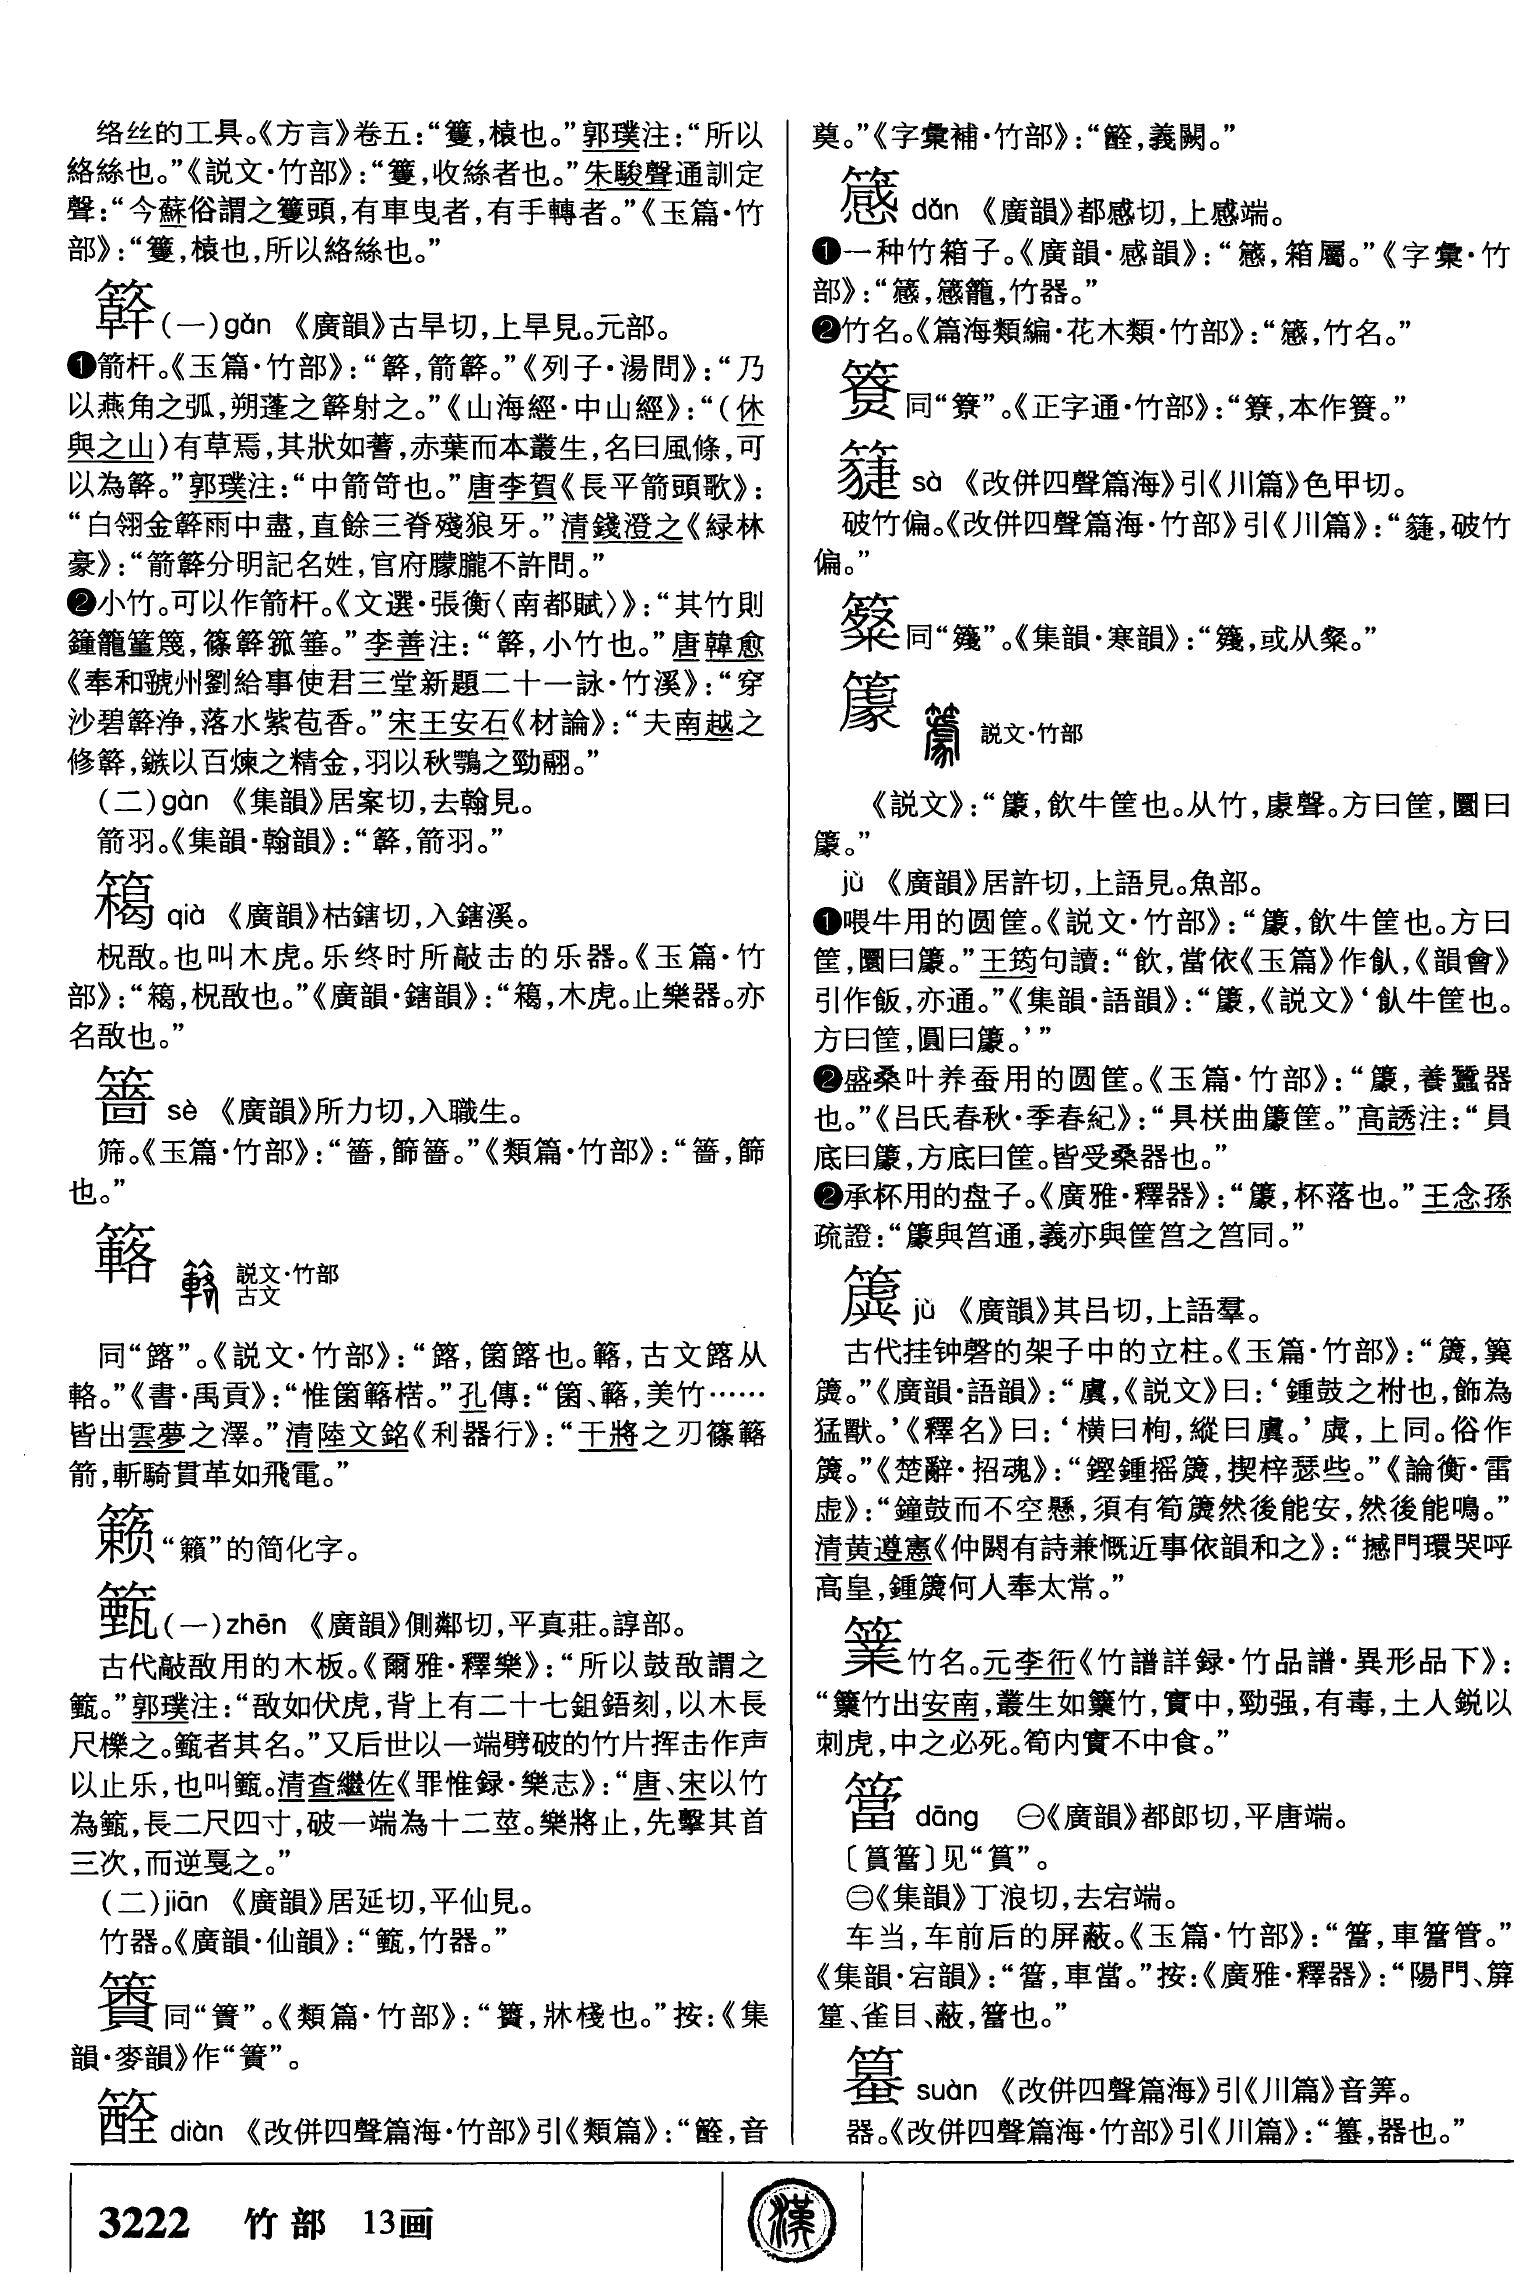 络丝的工具。《方言》卷五：“籰，榬也。”郭璞注：“所以
絡絲也。”《説文·竹部》：“籰，收絲者也。”朱駿聲通訓定
聲：“今蘇俗謂之籰頭，有車曳者，有手轉者。”《玉篇·竹
部》：“籰，榬也，所以絡絲也。”
簳(一)gǎn 《廣韻》古旱切，上旱見。元部。
❶箭杆。《玉篇·竹部》：“簳，箭簳。”《列子·湯問》：“乃
以燕角之弧，朔蓬之簳射之。”《山海經·中山經》：“（休
與之山）有草焉，其狀如蓍，赤葉而本叢生，名曰風條，可
以為簳。”郭璞注：“中箭笴也。”唐李賀《長平箭頭歌》：
“白翎金簳雨中盡，直餘三脊殘狼牙。”清錢澄之《緑林
豪》：“箭簳分明記名姓，官府朦朧不許問。”
❷小竹。可以作箭杆。《文選·張衡〈南都賦〉》：“其竹則
籦籠䈽篾，篠簳箛箠。”李善注：“簳，小竹也。”唐韓愈
《奉和虢州劉給事使君三堂新題二十一詠·竹溪》：“穿
沙碧簳浄，落水紫苞香。”宋王安石《材論》：“夫南越之
修簳，鏃以百煉之精金，羽以秋鶚之勁翮。”
(二)gàn 《集韻》居案切，去翰見。
箭羽。《集韻·翰韻》：“簳，箭羽。”
qià 《廣韻》枯鎋切，入鎋溪。
柷敔。也叫木虎。乐终时所敲击的乐器。《玉篇·竹
部》：“，柷敔也。”《廣韻·鎋韻》：“，木虎。止樂器。亦
名敔也。”
sè 《廣韻》所力切，入職生。
筛。《玉篇·竹部》：“，篩。”《類篇·竹部》：“，篩
也。”
簵 説文·竹部
古文
同“簬”。《説文·竹部》：“簬，箘簬也。簵，古文簬从
輅。”《書·禹貢》：“惟箘簵楛。”孔傳：“箘、簵，美竹……
皆出雲夢之澤。”清陸文銘《利器行》：“干將之刃篠簵
箭，斬騎貫革如飛電。”
籁“籟”的简化字。
籈(一)zhēn 《廣韻》側鄰切，平真莊。諄部。
古代敲敔用的木板。《爾雅·釋樂》：“所以鼓敔謂之
籈。”郭璞注：“敔如伏虎，背上有二十七鉏鋙刻，以木長
尺櫟之。籈者其名。”又后世以一端劈破的竹片挥击作声
以止乐，也叫籈。清查繼佐《罪惟録·樂志》：“唐、宋以竹
為籈，長二尺四寸，破一端為十二莖。樂將止，先擊其首
三次，而逆戛之。”
(二)jiān 《廣韻》居延切，平仙見。
竹器。《廣韻·仙韻》：“籈，竹器。”
同“簀”。《類篇·竹部》：“，牀棧也。”按：《集
韻·麥韻》作“簀”。
diàn 《改併四聲篇海·竹部》引《類篇》：“，音
奠。”《字彙補·竹部》：“，義闕。”
dǎn 《廣韻》都感切，上感端。
❶一种竹箱子。《廣韻·感韻》：“，箱屬。”《字彙·竹
部》：“，籠，竹器。”
❷竹名。《篇海類編·花木類·竹部》：“，竹名。”
同“簝”。《正字通·竹部》：“簝，本作。”
sà 《改併四聲篇海》引《川篇》色甲切。
破竹偏。《改併四聲篇海·竹部》引《川篇》：“，破竹
偏。”
同“籛”。《集韻·寒韻》：“，或从粲。”
簴 説文·竹部
《説文》：“，飲牛筐也。从竹，豦聲。方曰筐，圜曰
。”
jù 《廣韻》居許切，上語見。魚部。
❶喂牛用的圆筐。《説文·竹部》：“，飲牛筐也。方曰
筐，圜曰。”王筠句讀：“飲，當依《玉篇》作飤，《韻會》
引作飯，亦通。”《集韻·語韻》：“，《説文》‘飤牛筐也。
方曰筐，圓曰。’”
❷盛桑叶养蚕用的圆筐。《玉篇·竹部》：“，養蠶器
也。”《吕氏春秋·季春紀》：“具栚曲筐。”高誘注：“員
底曰，方底曰筐。皆受桑器也。”
❷承杯用的盘子。《廣雅·釋器》：“，杯落也。”王念孫
疏證：“與筥通，義亦與筐筥之筥同。”
簴jù 《廣韻》其吕切，上語羣。
古代挂钟磬的架子中的立柱。《玉篇·竹部》：“簴，簨
簴。”《廣韻·語韻》：“虡，《説文》曰：‘鍾鼓之柎也，飾為
猛獸。’《釋名》曰：‘横曰栒，縱曰虡。’，上同。俗作
簴。”《楚辭·招魂》：“鏗鍾摇簴，揳梓瑟些。”《論衡·雷
虚》：“鐘鼓而不空懸，須有筍簴然後能安，然後能鳴。”
清黄遵憲《仲閼有詩兼慨近事依韻和之》：“撼門環哭呼
高皇，鍾簴何人奉太常。”
竹名。元李衎《竹譜詳録·竹品譜·異形品下》：
“竹出安南，叢生如竹，實中，勁强，有毒，土人鋭以
刺虎，中之必死。筍内實不中食。”
簹 dāng ㊀《廣韻》都郎切，平唐端。
〔篔簹〕见“篔”。
㊁《集韻》丁浪切，去宕端。
车当，车前后的屏蔽。《玉篇·竹部》：“簹，車簹管。”
《集韻·宕韻》：“簹，車當。”按：《廣雅·釋器》：“陽門、箳
篂、雀目、蔽，簹也。”
suàn 《改併四聲篇海》引《川篇》音筭。
器。《改併四聲篇海·竹部》引《川篇》：“，器也。”
3222 竹部 13画
漢